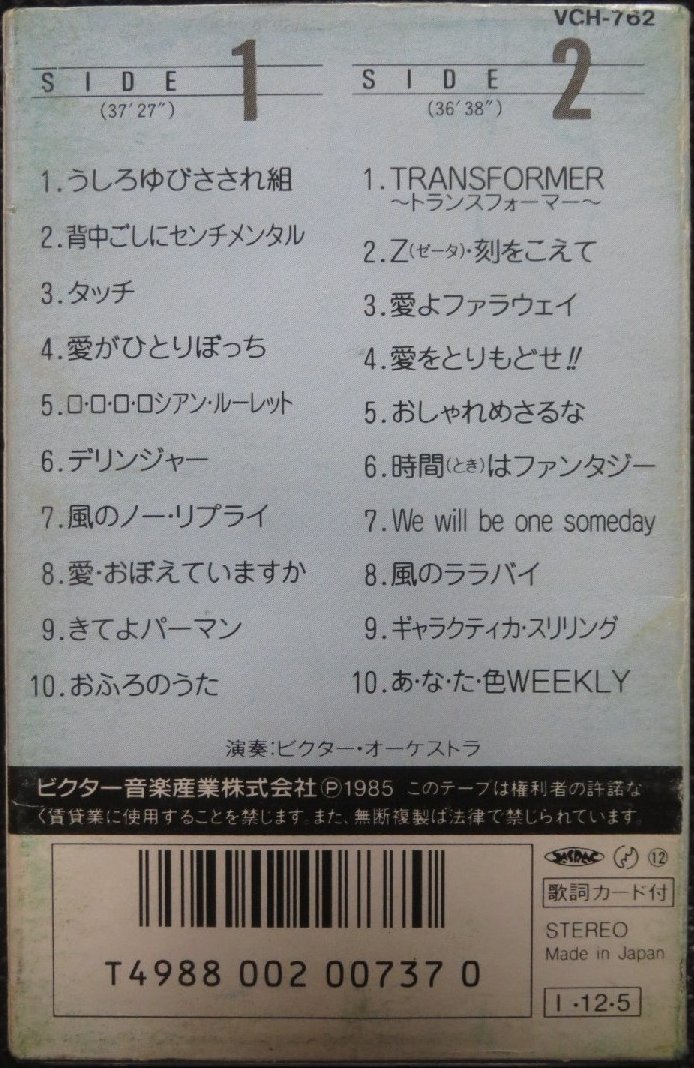 VCH-762
SIDE 1
(37'27")
1.うしろゆびさされ組
2.背中ごしにセンチメンタル
3.タッチ
4.愛がひとりぼっち
5.ロ・ロ・ロ・ロシアン・ルーレット
6.デリンジャー
7.風のノー・リプライ
8.愛・おぼえていますか
9.きてよパーマン
10.おふろのうた
SIDE 2
(36'38")
1.TRANSFORMER
～トランスフォーマー～
2.Z(ゼータ)・刻をこえて
3.愛よファラウェイ
4.愛をとりもどせ!!
5.おしゃれめさるな
6.時間(とき)はファンタジー
7.We will be one someday
8.風のララバイ
9.ギャラクティカ・スリリング
10.あ・な・た・色WEEKLY
演奏:ビクター・オーケストラ
ビクター音楽産業株式会社Ⓟ1985 このテープは権利者の許諾な
く賃貸業に使用することを禁じます。また、無断複製は法律で禁じられています。
T4988 002 00737 0
JASRAC ⑫
歌詞カード付
STEREO
Made in Japan
I・12・5